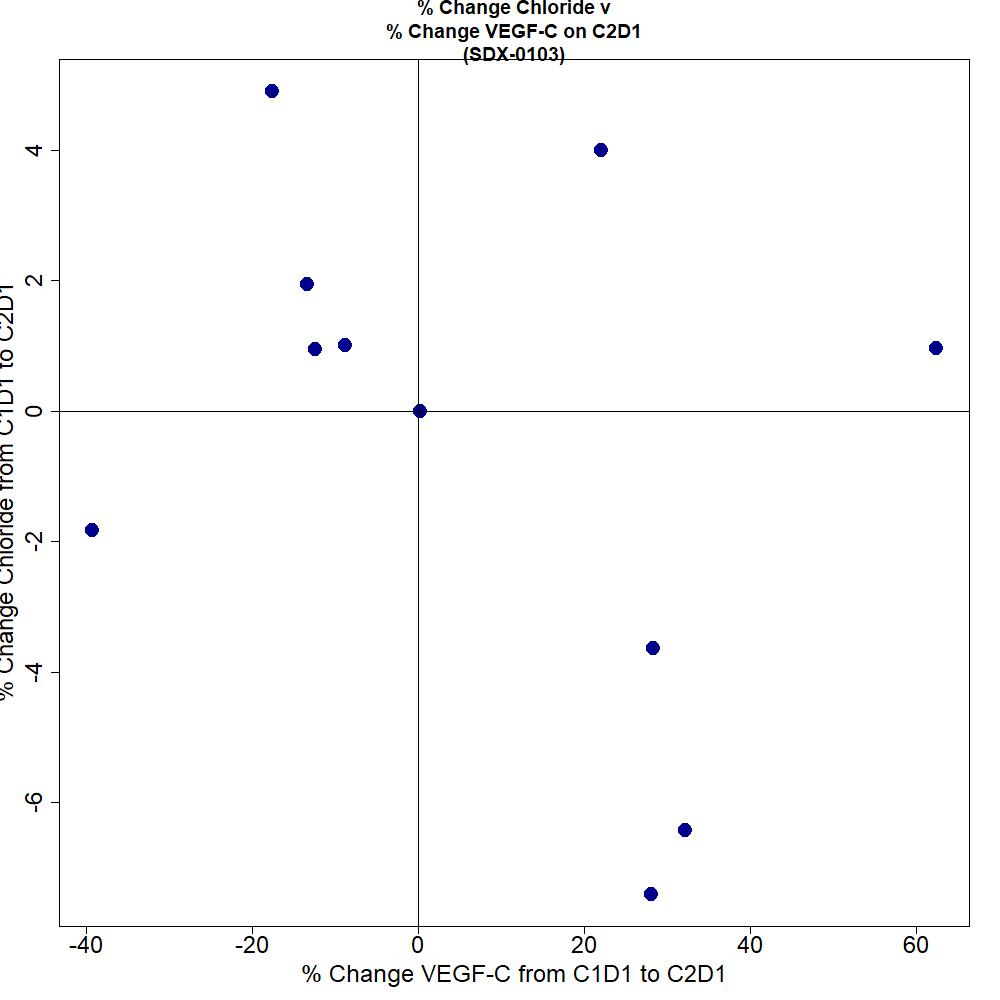 % Change Chloride v
% Change VEGF-C on C2D1
(SDX-0103)
% Change Chloride from C1D1 to C2D1
4
2
0
-2
-4
-6
-40 -20 0 20 40 60
% Change VEGF-C from C1D1 to C2D1